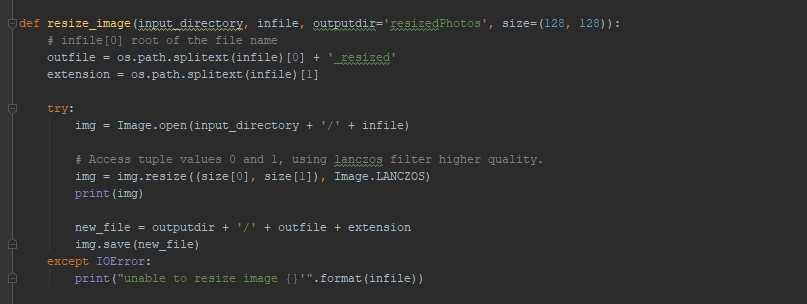 def resize_image(input_directory, infile, outputdir='resizedPhotos', size=(128, 128)):
# infile[0] root of the file name
outfile = os.path.splitext(infile)[0] + '_resized'
extension = os.path.splitext(infile)[1]
try:
img = Image.open(input_directory + '/' + infile)
# Access tuple values 0 and 1, using lanczos filter higher quality.
img = img.resize((size[0], size[1]), Image.LANCZOS)
print(img)
new_file = outputdir + '/' + outfile + extension
img.save(new_file)
except IOError:
print("unable to resize image {}'".format(infile))